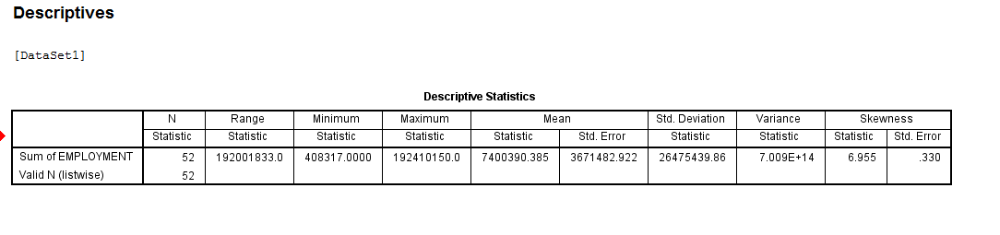 Descriptives
[DataSet1]
Descriptive Statistics
N Range Minimum Maximum Mean Std. Deviation Variance Skewness
Statistic Statistic Statistic Statistic Statistic Std. Error Statistic Statistic Statistic Std. Error
Sum of EMPLOYMENT 52 192001833.0 408317.0000 192410150.0 7400390.385 3671482.922 26475439.86 7.009E+14 6.955 .330
Valid N (listwise) 52